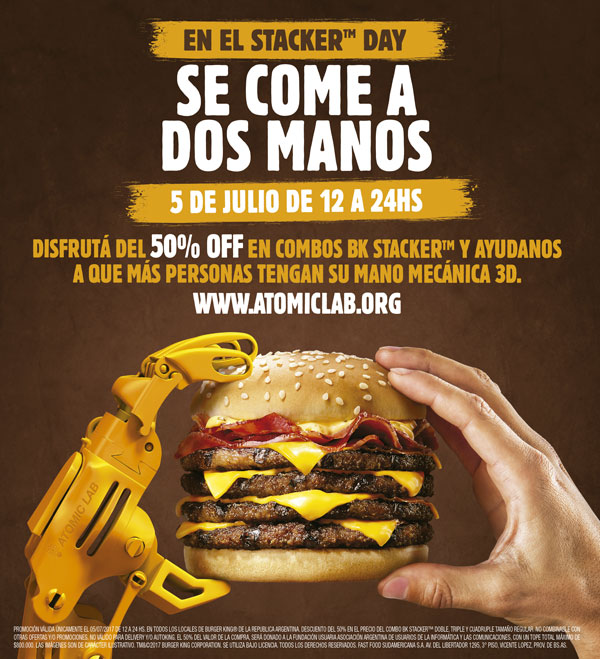 EN EL STACKER™ DAY
SE COME A
DOS MANOS
5 DE JULIO DE 12 A 24HS
DISFRUTÁ DEL 50% OFF EN COMBOS BK STACKER™ Y AYUDANOS
A QUE MÁS PERSONAS TENGAN SU MANO MECÁNICA 3D.
WWW.ATOMICLAB.ORG
ATOMIC LAB
PROMOCIÓN VÁLIDA ÚNICAMENTE EL 05/07/2017 DE 12 A 24 HS. EN TODOS LOS LOCALES DE BURGER KING® DE LA REPUBLICA ARGENTINA. DESCUENTO DEL 50% EN EL PRECIO DEL COMBO BK STACKER™ DOBLE, TRIPLE Y CUADRUPLE TAMAÑO REGULAR. NO COMBINABLE CON
OTRAS OFERTAS Y/O PROMOCIONES. NO VÁLIDO PARA DELIVERY Y/O AUTOKING. EL 50% DEL VALOR DE LA COMPRA, SERÁ DONADO A LA FUNDACION USUARIA ASOCIACIÓN ARGENTINA DE USUARIOS DE LA INFORMÁTICA Y LAS COMUNICACIONES, CON UN TOPE TOTAL MÁXIMO DE
LAS IMÁGENES SON DE CARÁCTER ILUSTRATIVO. TM&©2017 BURGER KING CORPORATION. SE UTILIZA BAJO LICENCIA. TODOS LOS DERECHOS RESERVADOS. FAST FOOD SUDAMERICANA S.A. AV. DEL LIBERTADOR 1295, 3° PISO, VICENTE LOPEZ, PROV. DE BS.AS.